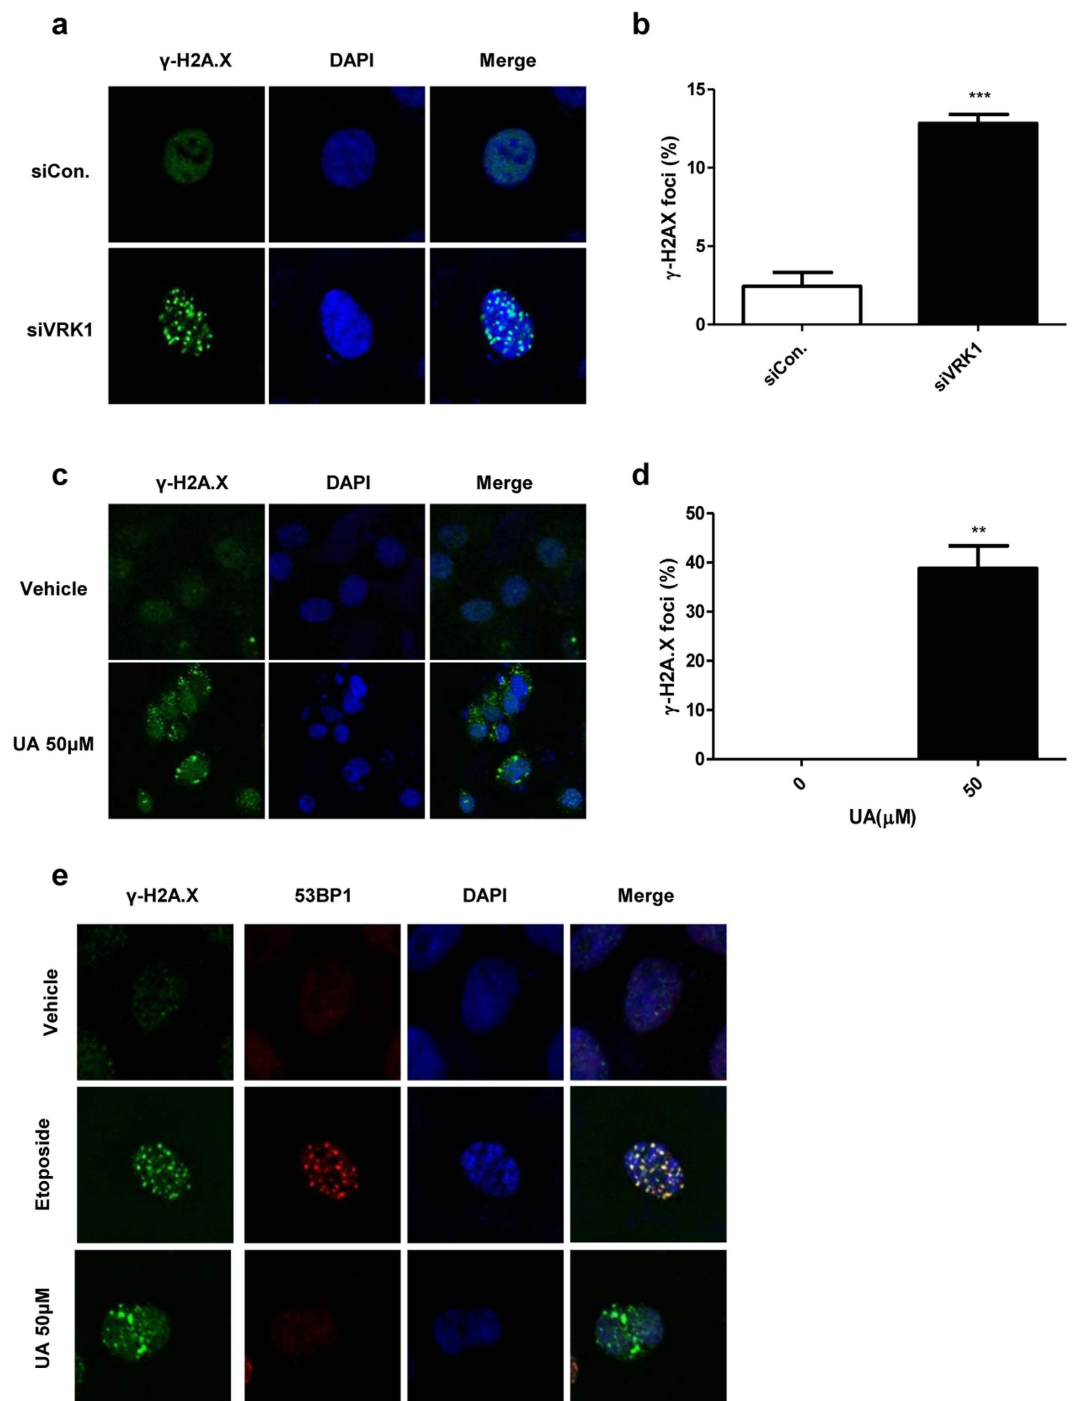 a
γ-H2A.X DAPI Merge
siCon.
siVRK1
b
15
10
5
0
γ-H2AX foci (%)
***
siCon. siVRK1
c
γ-H2A.X DAPI Merge
Vehicle
UA 50μM
d
50
40
30
20
10
0
γ-H2A.X foci (%)
**
0 50
UA(μM)
e
γ-H2A.X 53BP1 DAPI Merge
Vehicle
Etoposide
UA 50μM